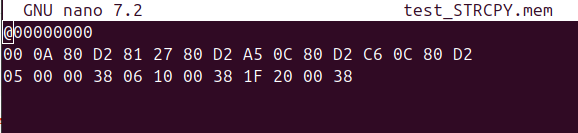 GNU nano 7.2 test_STRCPY.mem
@00000000
00 0A 80 D2 81 27 80 D2 A5 0C 80 D2 C6 0C 80 D2
05 00 00 38 06 10 00 38 1F 20 00 38